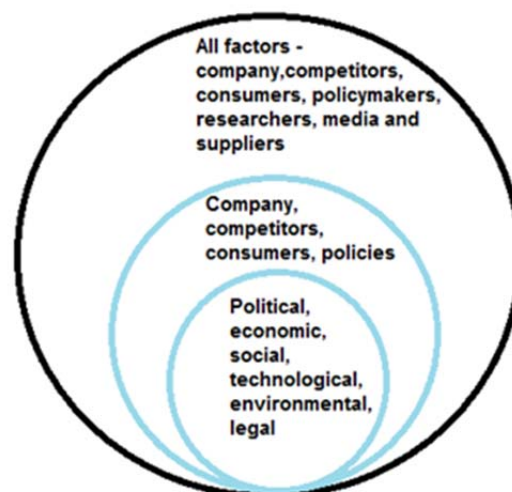 All factors -
company,competitors,
consumers, policymakers,
researchers, media and
suppliers
Company,
competitors,
consumers, policies
Political,
economic,
social,
technological,
environmental,
legal